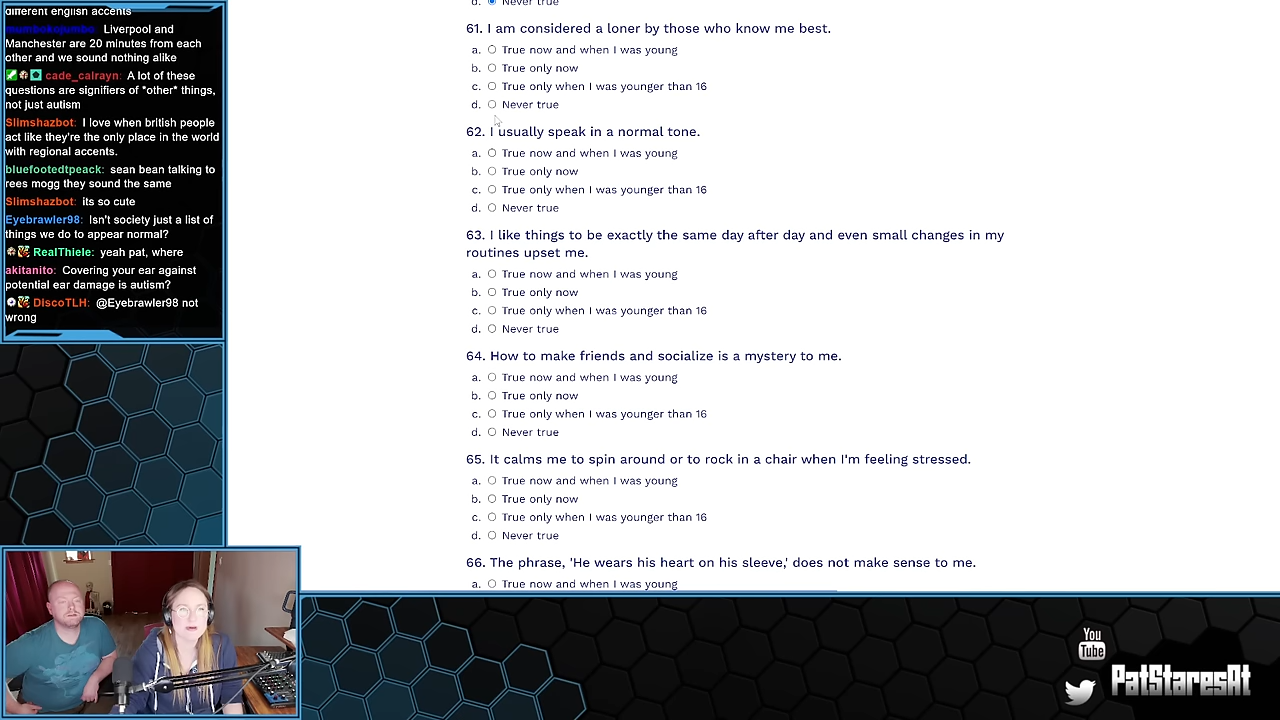 different english accents
mumbokojumbo: Liverpool and
Manchester are 20 minutes from each
other and we sound nothing alike
cade_cairayn: A lot of these
questions are signifiers of *other* things,
not just autism
Slimshazbot: I love when british people
act like they're the only place in the world
with regional accents.
bluefootedtpeack: sean bean talking to
rees mogg they sound the same
Slimshazbot: its so cute
Eyebrawler98: Isn't society just a list of
things we do to appear normal?
RealThiele: yeah pat, where
akitanito: Covering your ear against
potential ear damage is autism?
DiscoTLH: @Eyebrawler98 not
wrong
d. Never true
61. I am considered a loner by those who know me best.
a. True now and when I was young
b. True only now
c. True only when I was younger than 16
d. Never true
62. I usually speak in a normal tone.
a. True now and when I was young
b. True only now
c. True only when I was younger than 16
d. Never true
63. I like things to be exactly the same day after day and even small changes in my
routines upset me.
a. True now and when I was young
b. True only now
c. True only when I was younger than 16
d. Never true
64. How to make friends and socialize is a mystery to me.
a. True now and when I was young
b. True only now
c. True only when I was younger than 16
d. Never true
65. It calms me to spin around or to rock in a chair when I'm feeling stressed.
a. True now and when I was young
b. True only now
c. True only when I was younger than 16
d. Never true
66. The phrase, 'He wears his heart on his sleeve,' does not make sense to me.
a. True now and when I was young
You
Tube
PatStaresAt